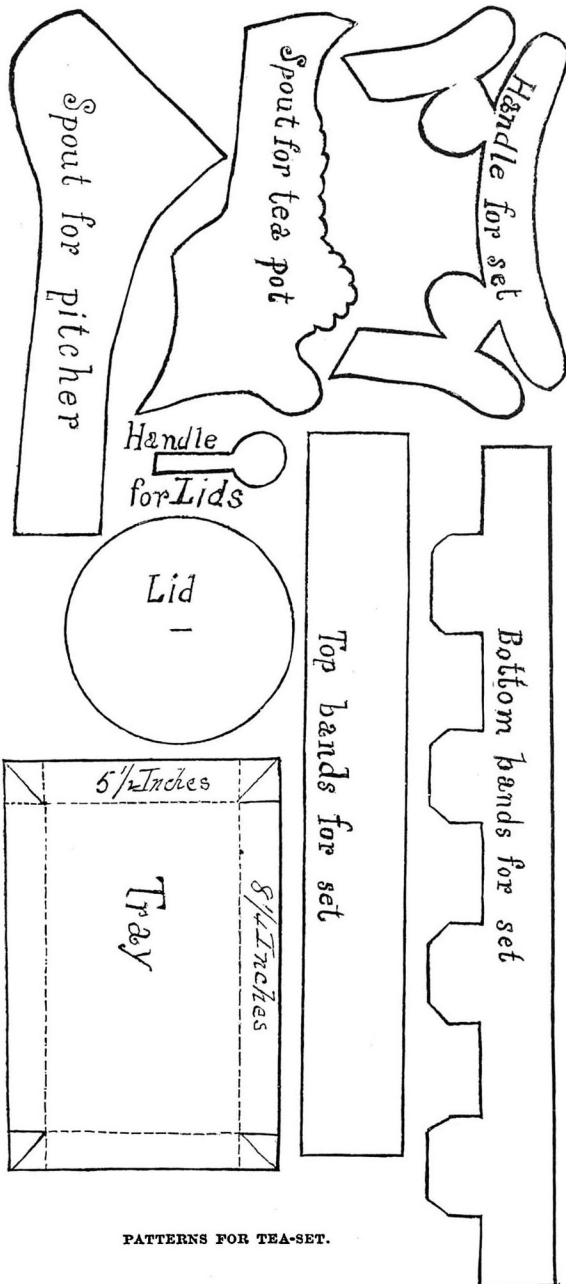 Handle for set
Spout for tea pot
Spout for pitcher
Handle
for Lids
Lid
Top bands for set
Bottom bands for set
5½ Inches
8¼ Inches
Tray
PATTERNS FOR TEA-SET.